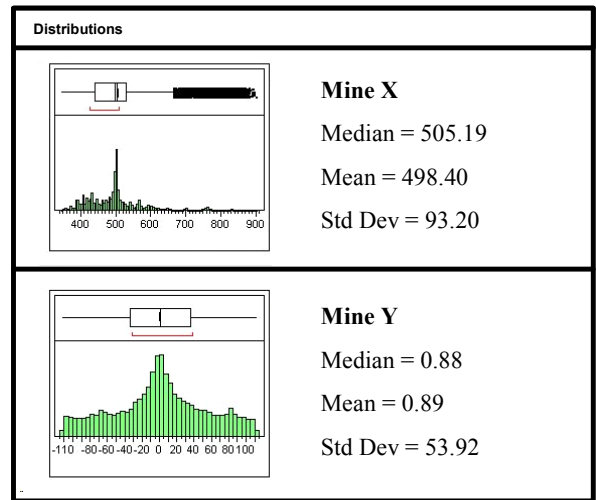 Distributions
Mine X
Median = 505.19
Mean = 498.40
Std Dev = 93.20
400 500 600 700 800 900
Mine Y
Median = 0.88
Mean = 0.89
Std Dev = 53.92
-110 -80 -60 -40 -20 0 20 40 60 80 100